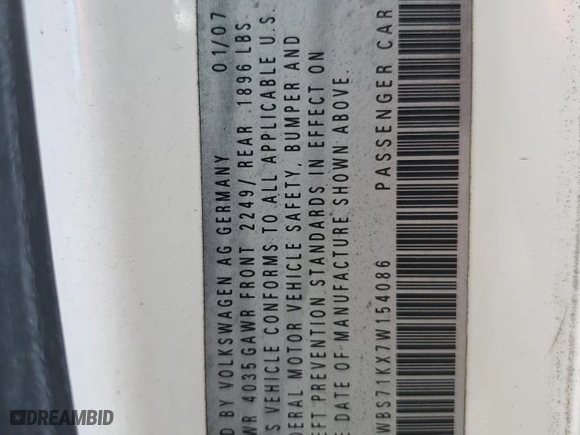 D BY VOLKSWAGEN AG GERMANY 01/07
WR 4035 GAWR FRONT 2249/ REAR 1896 LBS.
S VEHICLE CONFORMS TO ALL APPLICABLE U.S.
DERAL MOTOR VEHICLE SAFETY, BUMPER AND
EFT PREVENTION STANDARDS IN EFFECT ON
E DATE OF MANUFACTURE SHOWN ABOVE.
WBS71KX7W154086 PASSENGER CAR
DREAMBID